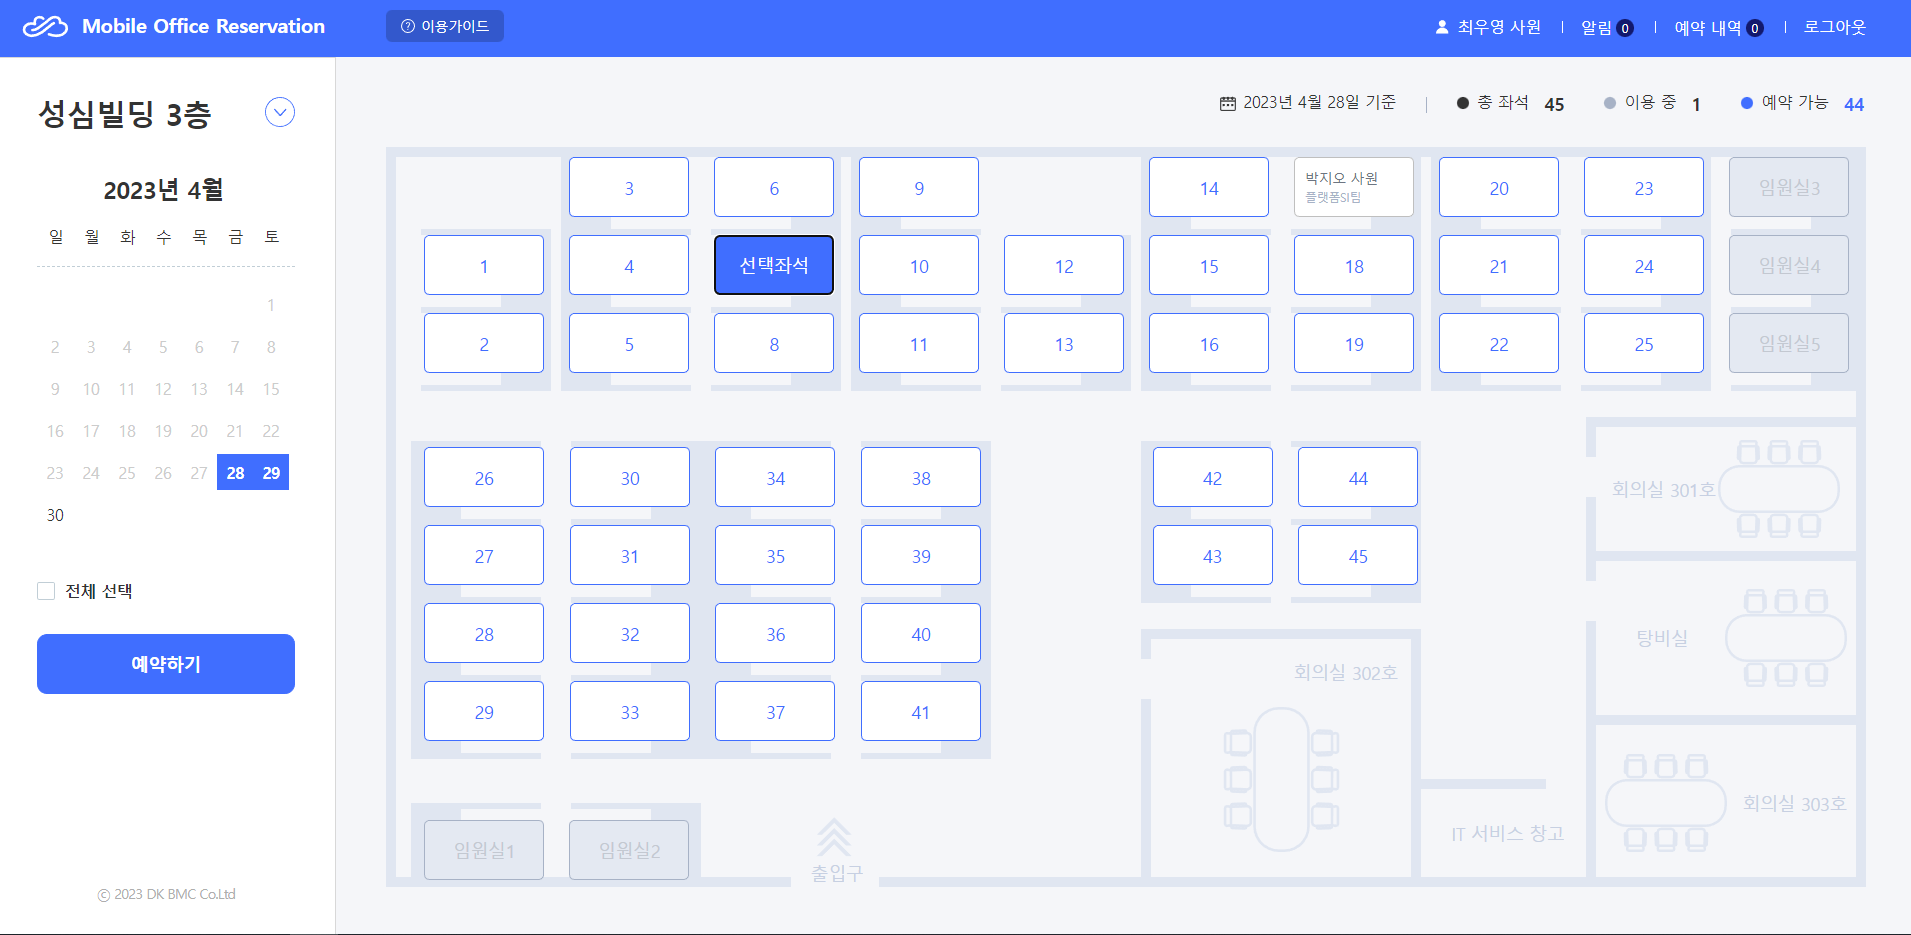 Mobile Office Reservation
이용가이드
최우영 사원
알림 0
예약 내역 0
로그아웃
성심빌딩 3층
2023년 4월
일 월 화 수 목 금 토
1
2 3 4 5 6 7 8
9 10 11 12 13 14 15
16 17 18 19 20 21 22
23 24 25 26 27 28 29
30
전체 선택
예약하기
ⓒ 2023 DK BMC Co.Ltd
2023년 4월 28일 기준
총 좌석 45
이용 중 1
예약 가능 44
3 6 9 14
박지오 사원
플랫폼SI팀
20 23 임원실3
1 4 선택좌석 10 12 15 18 21 24 임원실4
2 5 8 11 13 16 19 22 25 임원실5
26 30 34 38 42 44
회의실 301호
27 31 35 39 43 45
28 32 36 40
탕비실
회의실 302호
29 33 37 41
회의실 303호
IT 서비스 창고
임원실1 임원실2
출입구